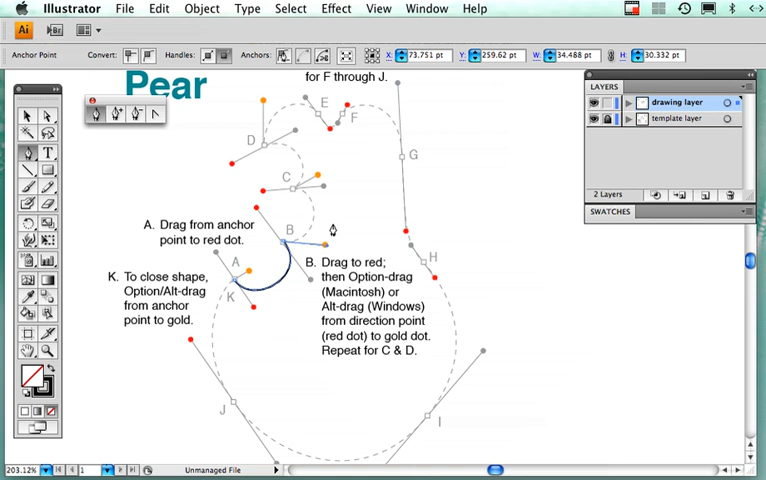 Illustrator File Edit Object Type Select Effect View Window Help
Ai Br
Anchor Point Convert: Handles: Anchors: X: 73.751 pt Y: 259.62 pt W: 34.488 pt H: 30.332 pt
Pear
for F through J.
LAYERS
drawing layer
template layer
2 Layers
SWATCHES
E
F
D
G
C
A. Drag from anchor
point to red dot.
B
H
A
K
K. To close shape,
Option/Alt-drag
from anchor
point to gold.
B. Drag to red;
then Option-drag
(Macintosh) or
Alt-drag (Windows)
from direction point
(red dot) to gold dot.
Repeat for C & D.
J
I
203.12% 1 Unmanaged File